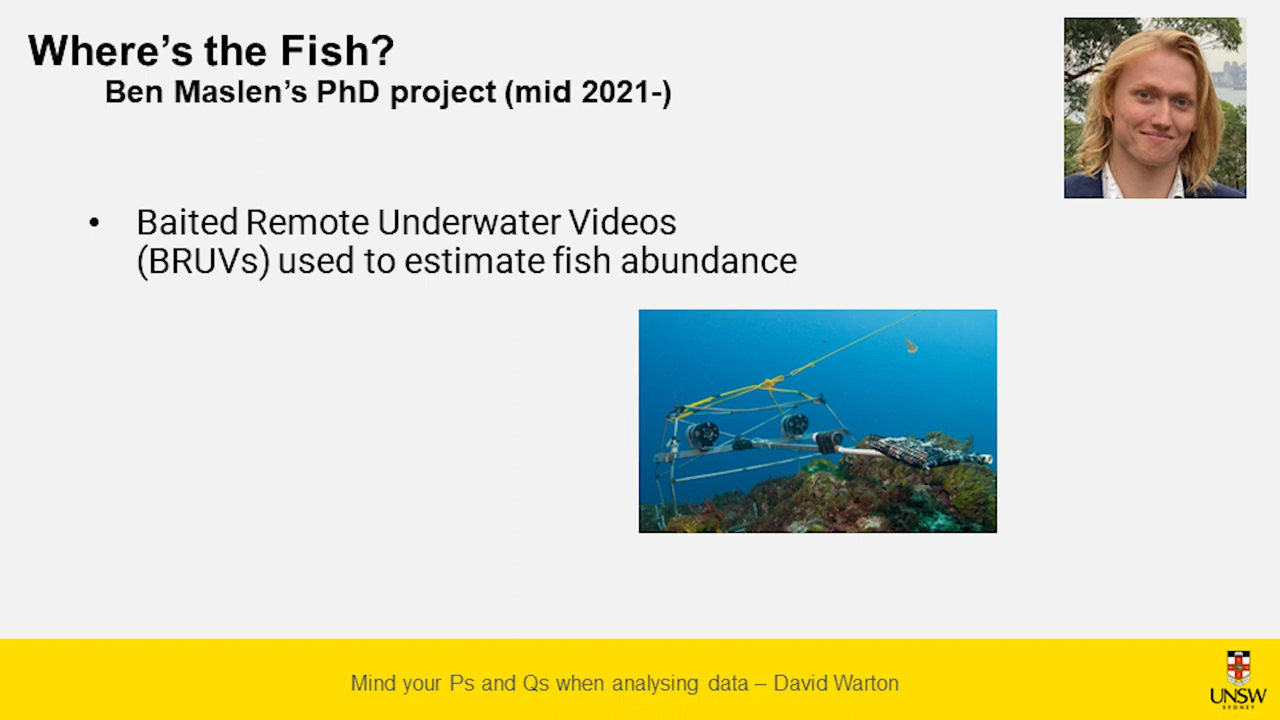 Where’s the Fish?
Ben Maslen’s PhD project (mid 2021-)
• Baited Remote Underwater Videos
(BRUVs) used to estimate fish abundance
Mind your Ps and Qs when analysing data – David Warton
UNSW
SYDNEY